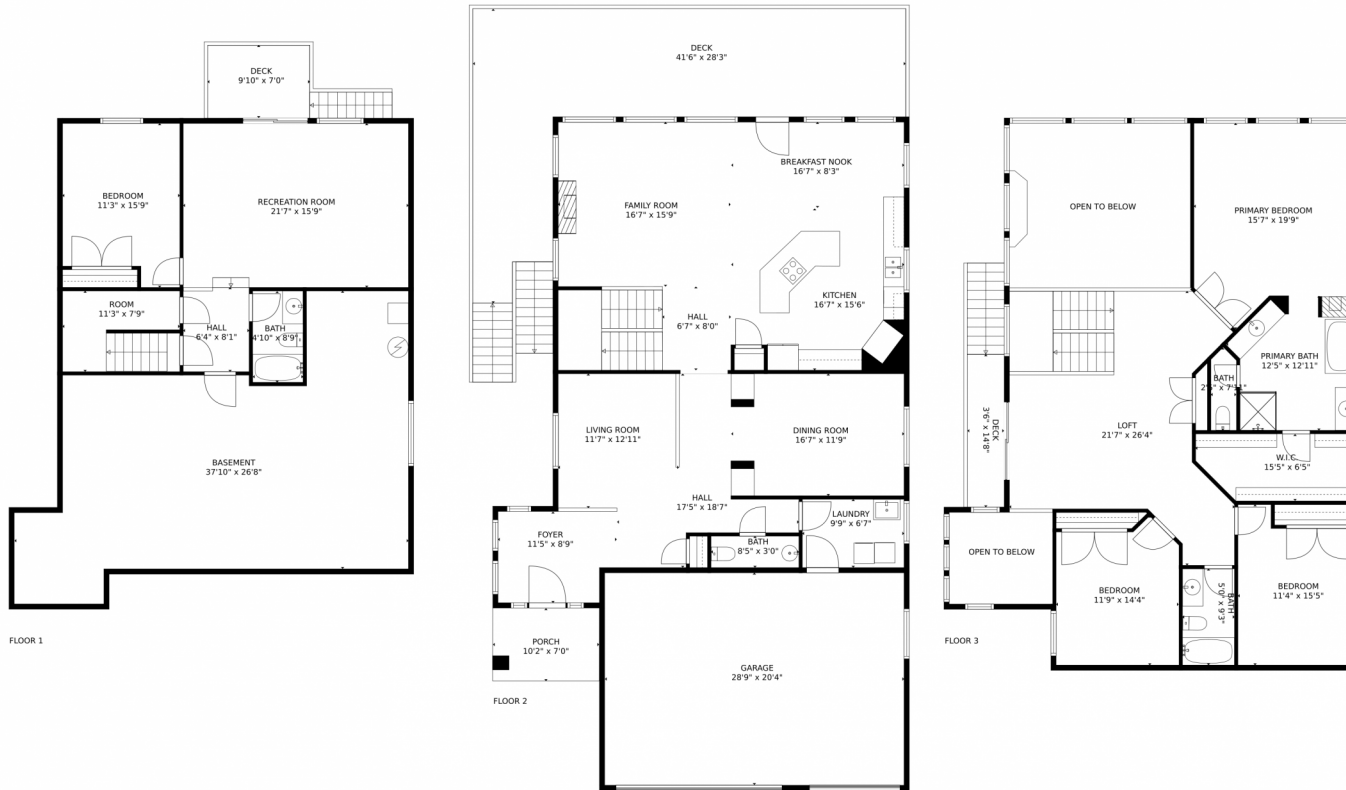 DECK
9'10" x 7'0"
BEDROOM
11'3" x 15'9"
RECREATION ROOM
21'7" x 15'9"
ROOM
11'3" x 7'9"
HALL
6'4" x 8'1"
BATH
4'10" x 8'9"
BASEMENT
37'10" x 26'8"
FLOOR 1
DECK
41'6" x 28'3"
BREAKFAST NOOK
16'7" x 8'3"
FAMILY ROOM
16'7" x 15'9"
KITCHEN
16'7" x 15'6"
HALL
6'7" x 8'0"
LIVING ROOM
11'7" x 12'11"
DINING ROOM
16'7" x 11'9"
HALL
17'5" x 18'7"
LAUNDRY
9'9" x 6'7"
FOYER
11'5" x 8'9"
BATH
8'5" x 3'0"
PORCH
10'2" x 7'0"
GARAGE
28'9" x 20'4"
FLOOR 2
OPEN TO BELOW
PRIMARY BEDROOM
15'7" x 19'9"
PRIMARY BATH
12'5" x 12'11"
BATH
7'11"
DECK
3'6" x 14'8"
LOFT
21'7" x 26'4"
W.I.C.
15'5" x 6'5"
OPEN TO BELOW
BEDROOM
11'9" x 14'4"
BATH
5'0" x 9'3"
BEDROOM
11'4" x 15'5"
FLOOR 3